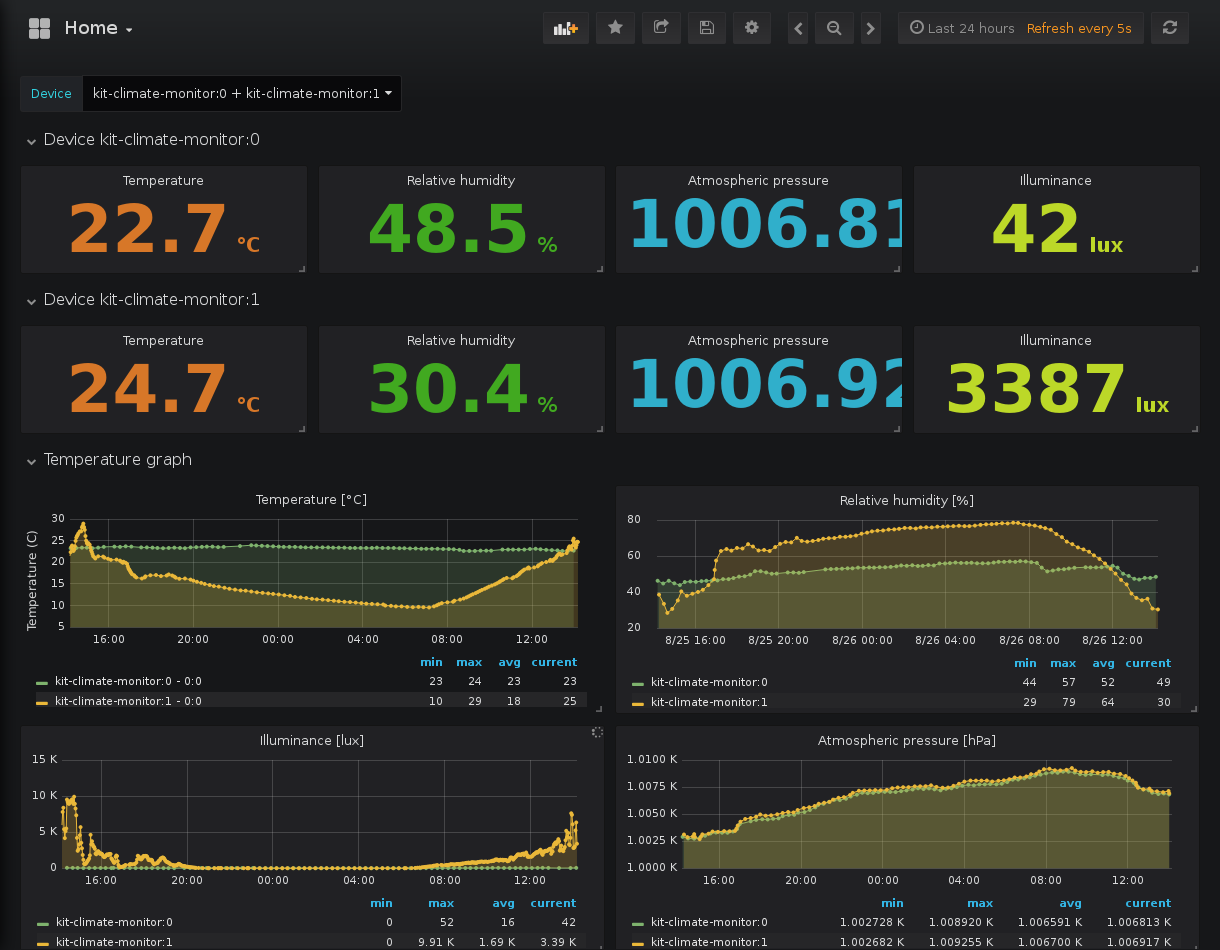 Home
Last 24 hours Refresh every 5s
Device kit-climate-monitor:0 + kit-climate-monitor:1
Device kit-climate-monitor:0
Temperature Relative humidity Atmospheric pressure Illuminance
22.7 °C 48.5 % 1006.81 42 lux
Device kit-climate-monitor:1
Temperature Relative humidity Atmospheric pressure Illuminance
24.7 °C 30.4 % 1006.92 3387 lux
Temperature graph
Temperature [°C]
Temperature (C)
30
25
20
15
10
5
16:00 20:00 00:00 04:00 08:00 12:00
min max avg current
kit-climate-monitor:0 - 0:0 23 24 23 23
kit-climate-monitor:1 - 0:0 10 29 18 25
Relative humidity [%]
80
60
40
20
8/25 16:00 8/25 20:00 8/26 00:00 8/26 04:00 8/26 08:00 8/26 12:00
min max avg current
kit-climate-monitor:0 44 57 52 49
kit-climate-monitor:1 29 79 64 30
Illuminance [lux]
15 K
10 K
5 K
0
16:00 20:00 00:00 04:00 08:00 12:00
min max avg current
kit-climate-monitor:0 0 52 16 42
kit-climate-monitor:1 0 9.91 K 1.69 K 3.39 K
Atmospheric pressure [hPa]
1.0100 K
1.0075 K
1.0050 K
1.0025 K
1.0000 K
16:00 20:00 00:00 04:00 08:00 12:00
min max avg current
kit-climate-monitor:0 1.002728 K 1.008920 K 1.006591 K 1.006813 K
kit-climate-monitor:1 1.002682 K 1.009255 K 1.006700 K 1.006917 K